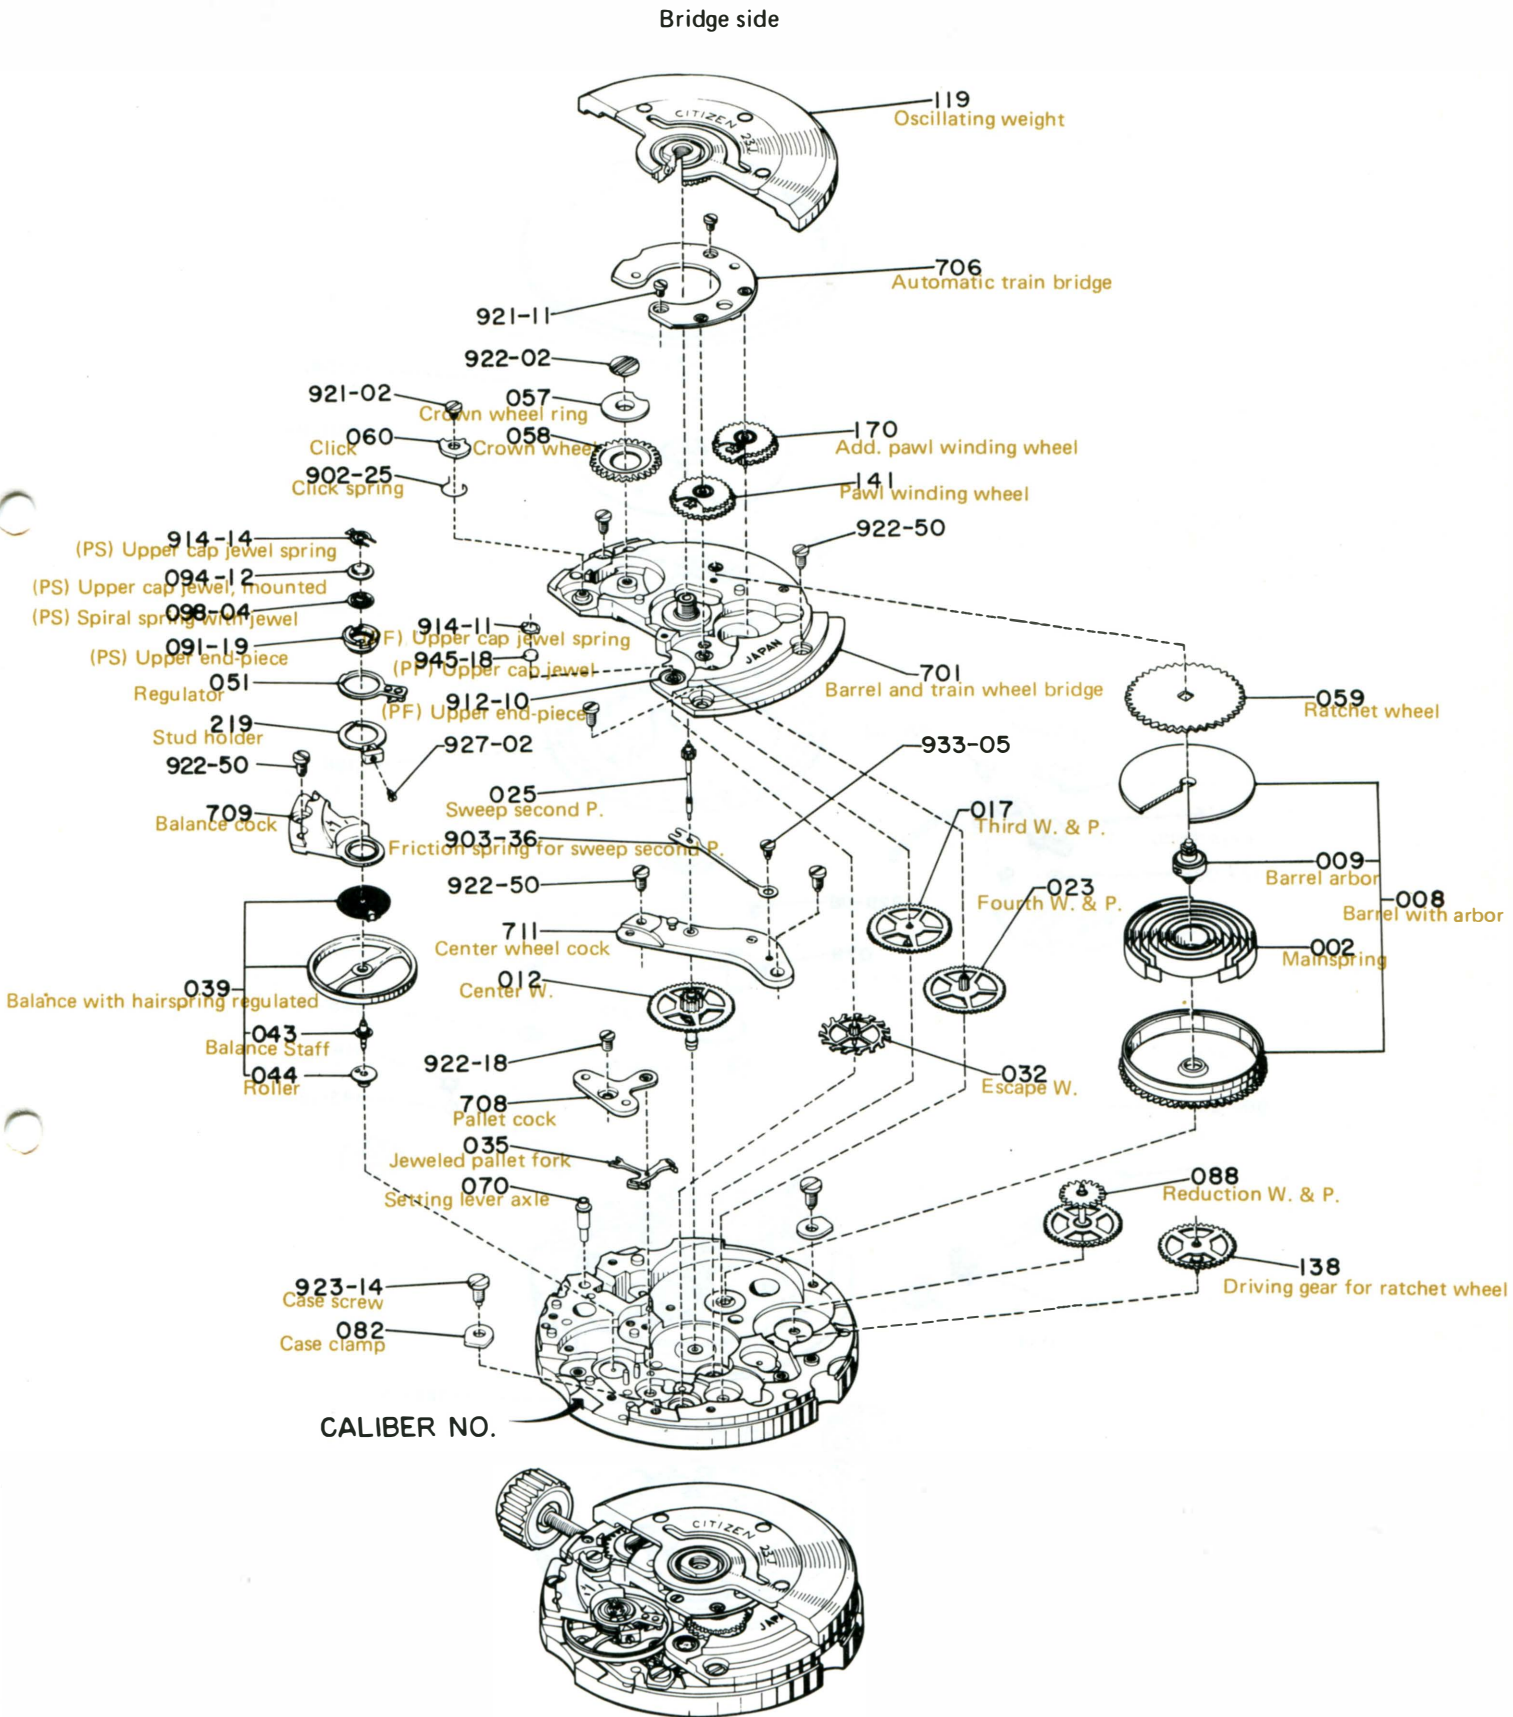 Bridge side
119
Oscillating weight
CITIZEN 23J
706
Automatic train bridge
921-11
922-02
921-02
057
Crown wheel ring
060
Click
058
Crown wheel
170
Add. pawl winding wheel
902-25
Click spring
141
Pawl winding wheel
922-50
914-14
(PS) Upper cap jewel spring
094-12
(PS) Upper cap jewel, mounted
098-04
(PS) Spiral spring with jewel
091-19
(PS) Upper end-piece
914-11
(PF) Upper cap jewel spring
945-18
(PF) Upper cap jewel
JAPAN
701
Barrel and train wheel bridge
051
Regulator
912-10
(PF) Upper end-piece
059
Ratchet wheel
219
Stud holder
927-02
933-05
922-50
025
Sweep second P.
709
Balance cock
017
Third W. & P.
903-36
Friction spring for sweep second P.
009
Barrel arbor
922-50
023
Fourth W. & P.
008
Barrel with arbor
711
Center wheel cock
002
Mainspring
012
Center W.
039
Balance with hairspring regulated
043
Balance Staff
044
Roller
922-18
032
Escape W.
708
Pallet cock
035
Jeweled pallet fork
070
Setting lever axle
088
Reduction W. & P.
138
Driving gear for ratchet wheel
923-14
Case screw
082
Case clamp
CALIBER NO.
CITIZEN 23J
JAPA